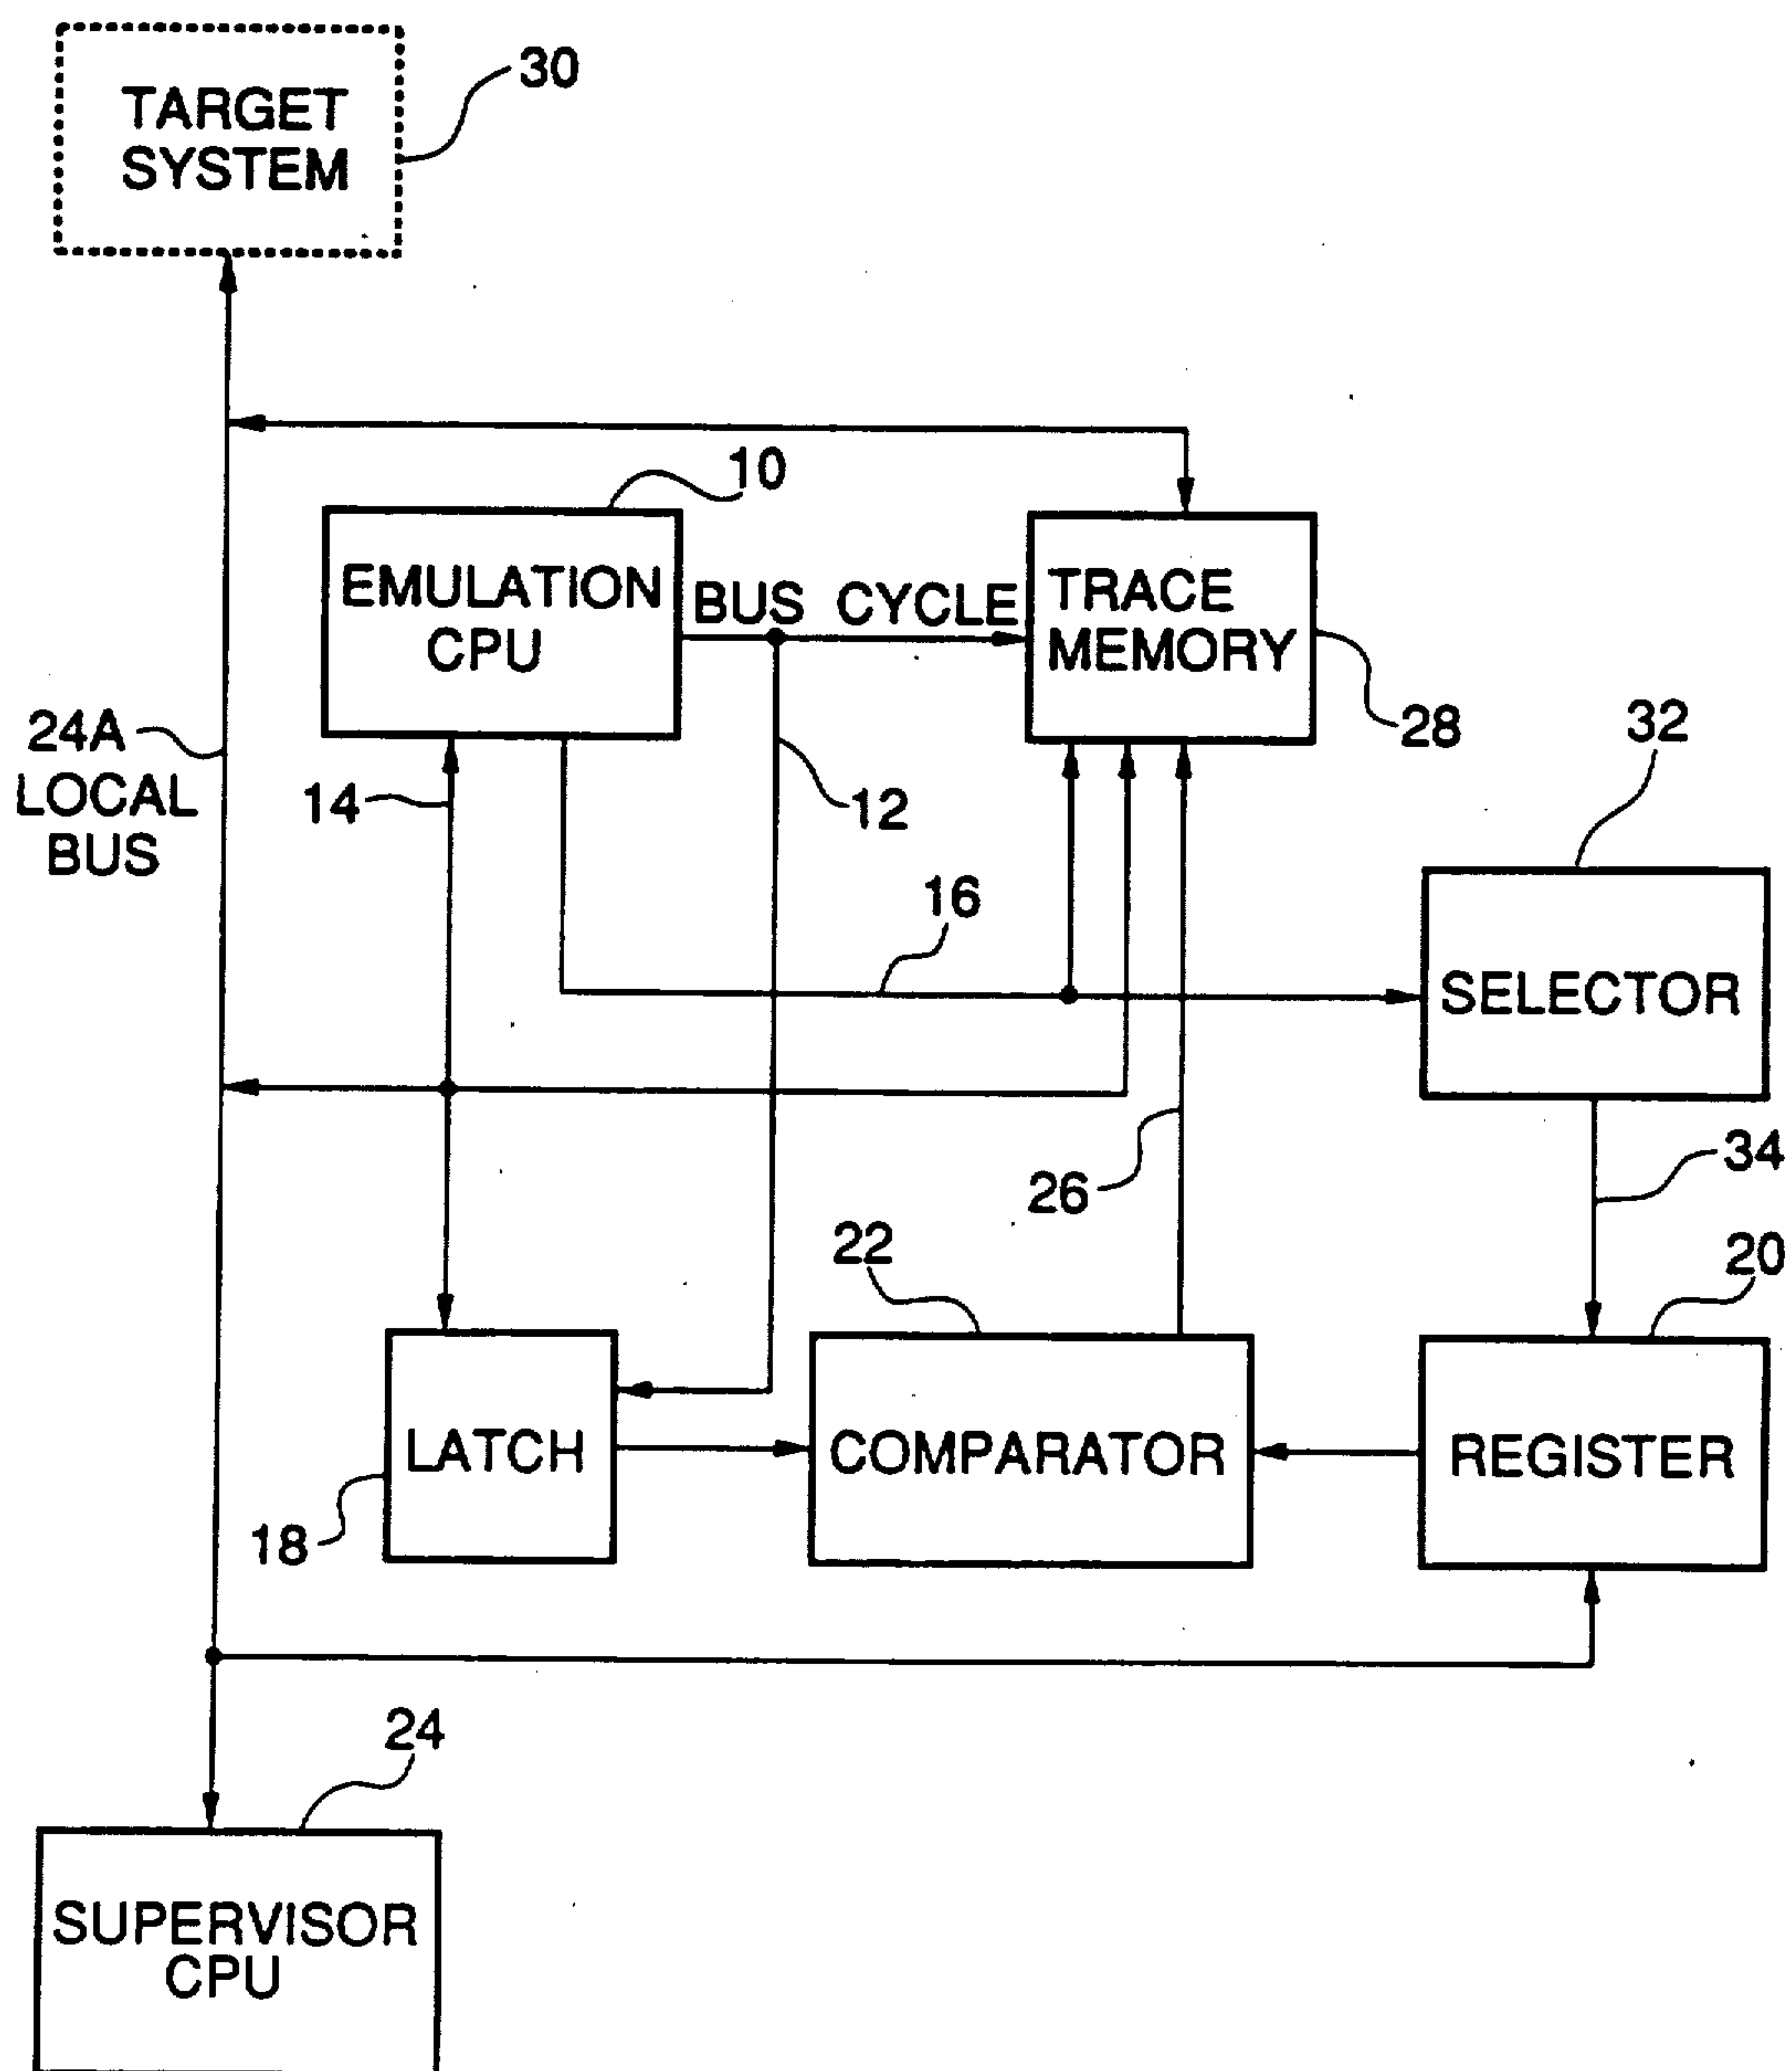 TARGET
SYSTEM
30
10
EMULATION
CPU
BUS CYCLE
TRACE
MEMORY
28
24A
LOCAL
BUS
14
12
32
16
SELECTOR
26
34
22
20
LATCH
COMPARATOR
REGISTER
18
24
SUPERVISOR
CPU